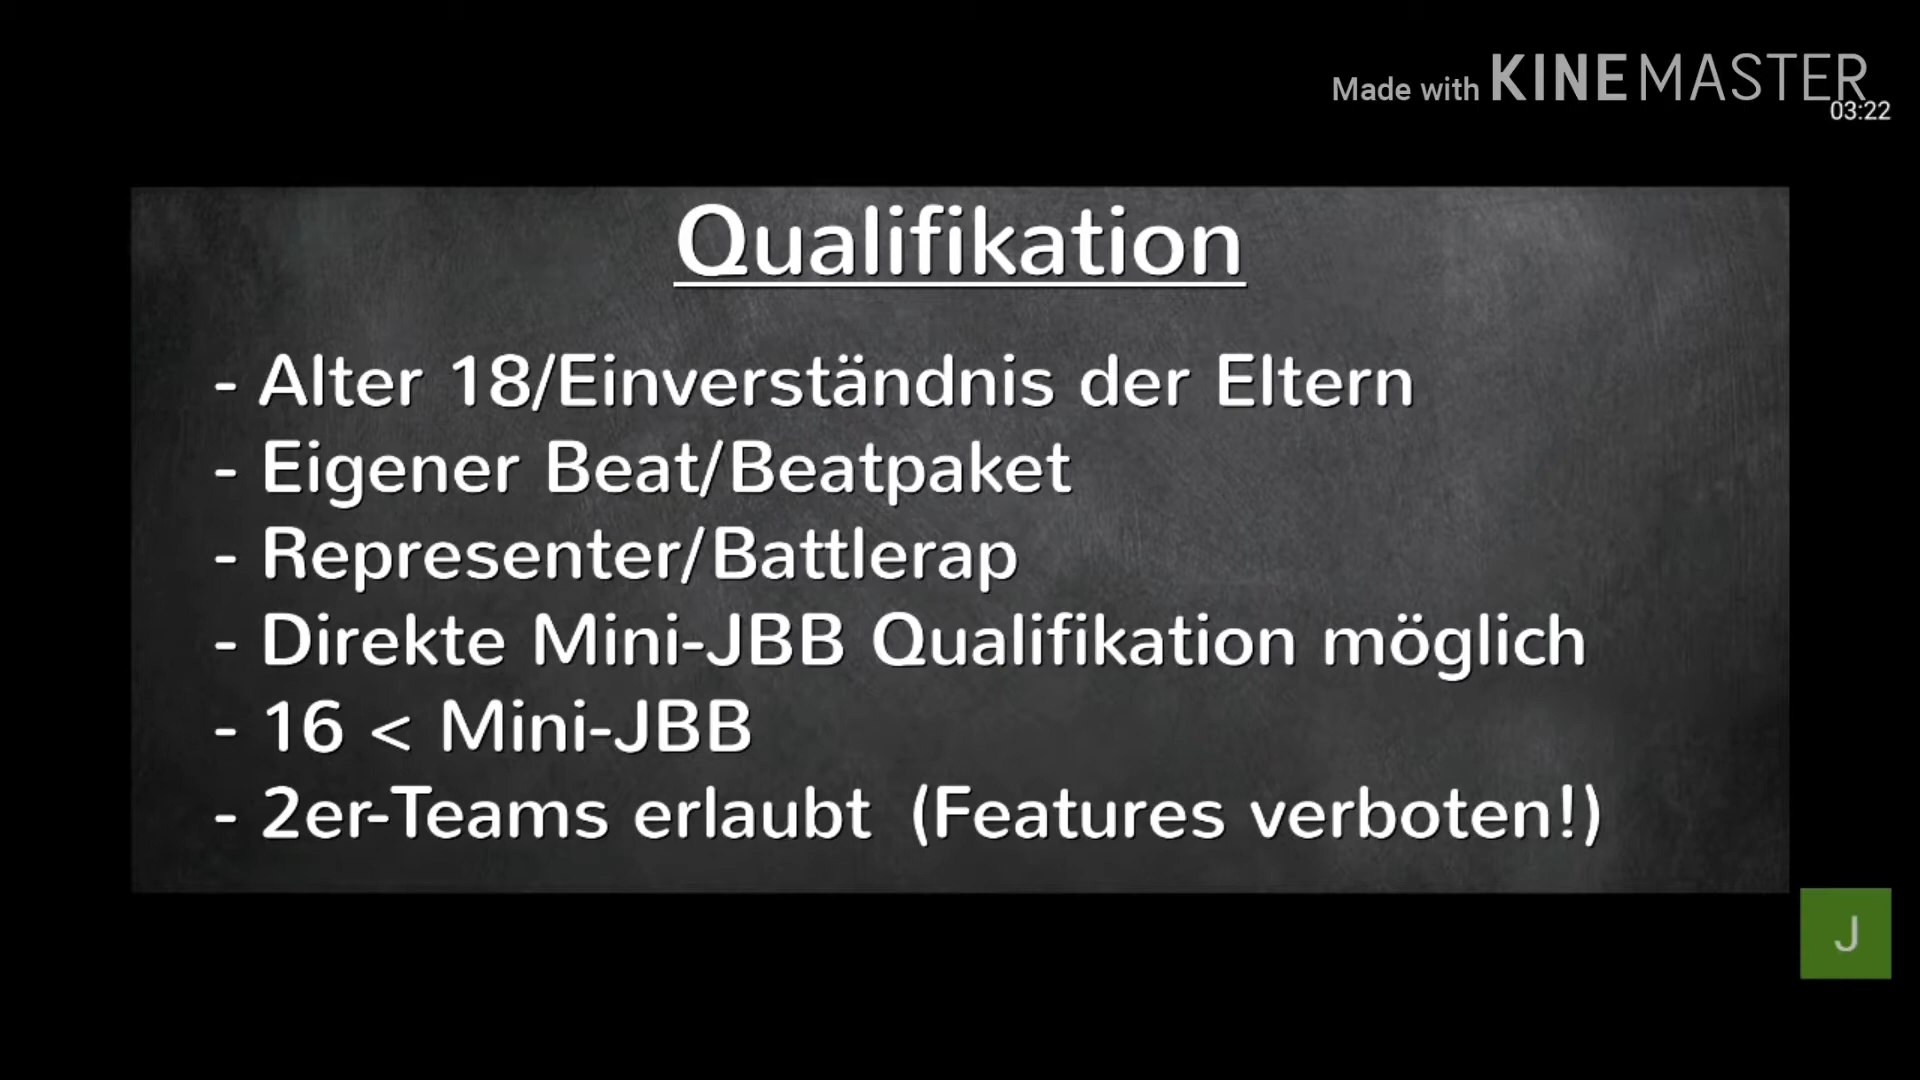 Made with KINEMASTER
03:22
Qualifikation
- Alter 18/Einverständnis der Eltern
- Eigener Beat/Beatpaket
- Representer/Battlerap
- Direkte Mini-JBB Qualifikation möglich
- 16 < Mini-JBB
- 2er-Teams erlaubt (Features verboten!)
J